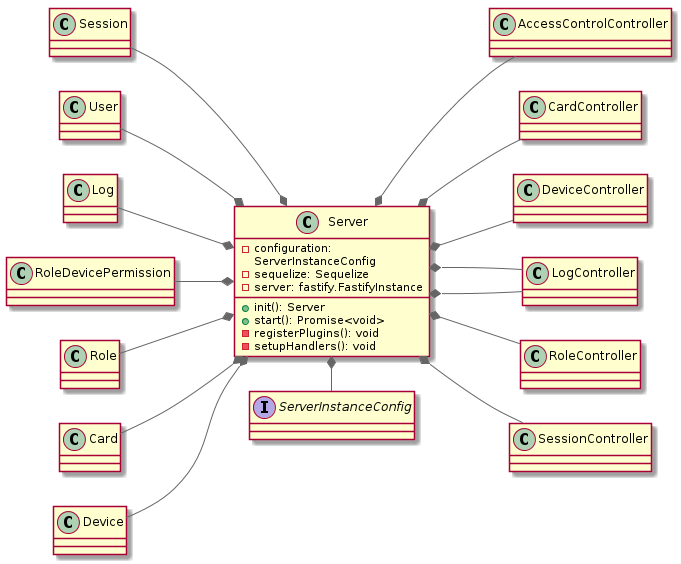 C Session
C AccessControlController
C User
C CardController
C Log
C DeviceController
C Server
configuration:
ServerInstanceConfig
sequelize: Sequelize
server: fastify.FastifyInstance
init(): Server
start(): Promise<void>
registerPlugins(): void
setupHandlers(): void
C RoleDevicePermission
C LogController
C Role
C RoleController
I ServerInstanceConfig
C Card
C SessionController
C Device